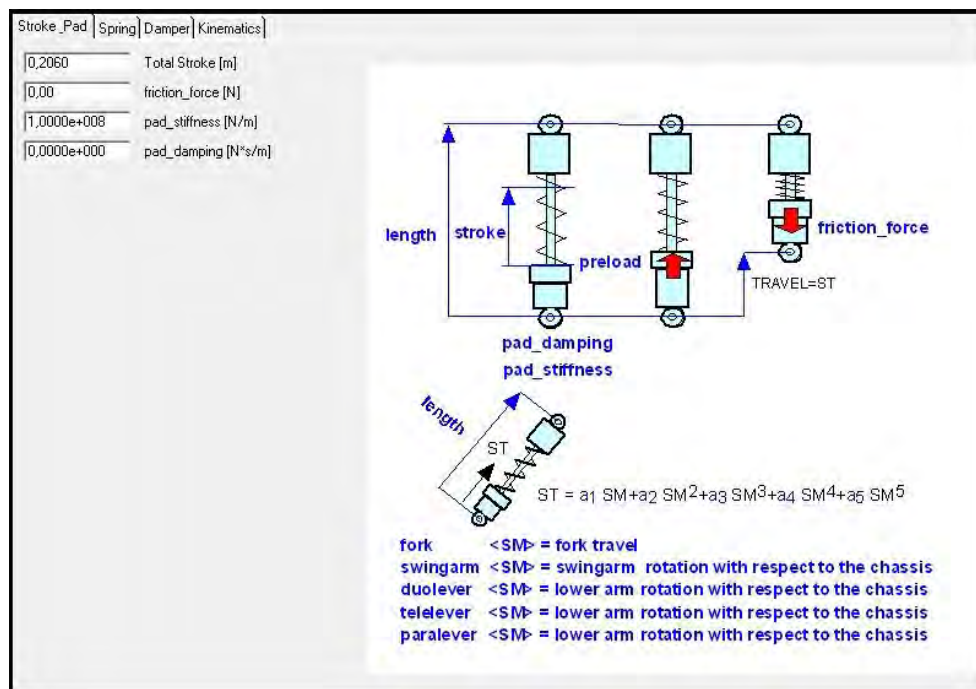 Stroke_Pad Spring Damper Kinematics
0,2060 Total Stroke [m]
0,00 friction_force [N]
1,0000e+008 pad_stiffness [N/m]
0,0000e+000 pad_damping [N*s/m]
length stroke preload friction_force
TRAVEL=ST
pad_damping
pad_stiffness
length
ST
ST = a1 SM+a2 SM2+a3 SM3+a4 SM4+a5 SM5
fork <SM> = fork travel
swingarm <SM> = swingarm rotation with respect to the chassis
duolever <SM> = lower arm rotation with respect to the chassis
telelever <SM> = lower arm rotation with respect to the chassis
paralever <SM> = lower arm rotation with respect to the chassis